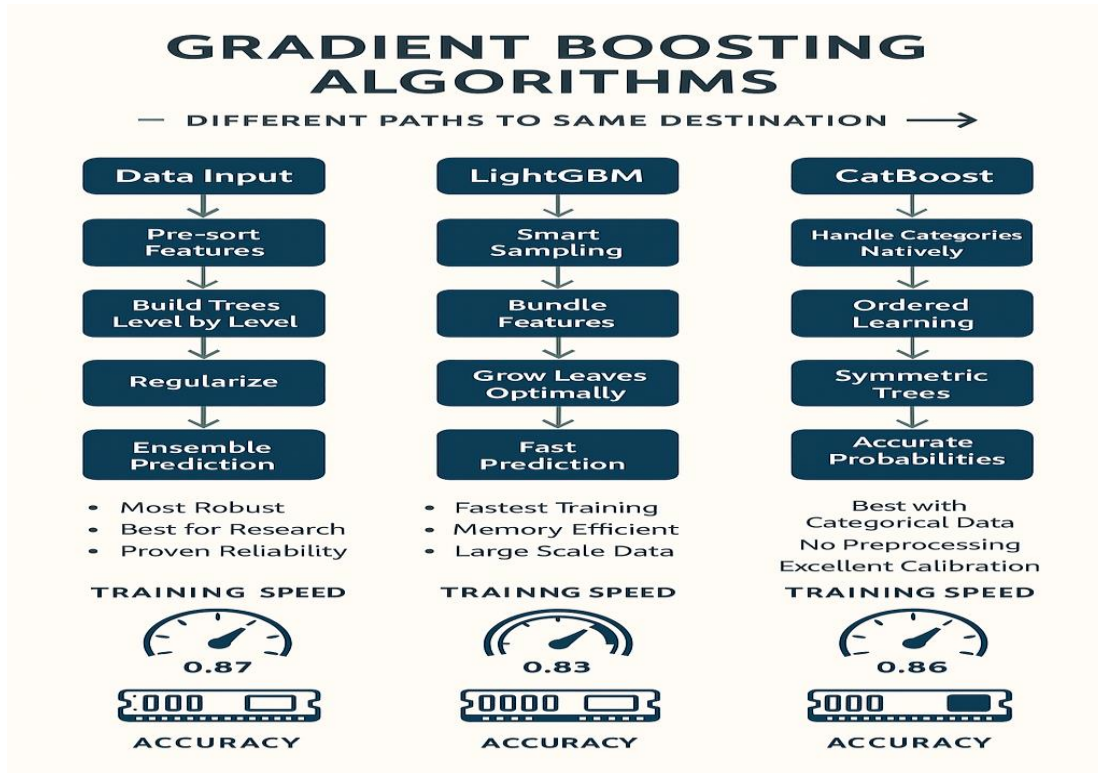 GRADIENT BOOSTING
ALGORITHMS
DIFFERENT PATHS TO SAME DESTINATION
Data Input
Pre-sort
Features
Build Trees
Level by Level
Regularize
Ensemble
Prediction
• Most Robust
• Best for Research
• Proven Reliability
TRAINING SPEED
0.87
000
ACCURACY
LightGBM
Smart
Sampling
Bundle
Features
Grow Leaves
Optimally
Fast
Prediction
• Fastest Training
• Memory Efficient
• Large Scale Data
TRAINNG SPEED
0.83
0000
ACCURACY
CatBoost
Handle Categories
Natively
Ordered
Learning
Symmetric
Trees
Accurate
Probabilities
Best with
Categorical Data
No Preprocessing
Excellent Calibration
TRAINING SPEED
0.86
000
ACCURACY